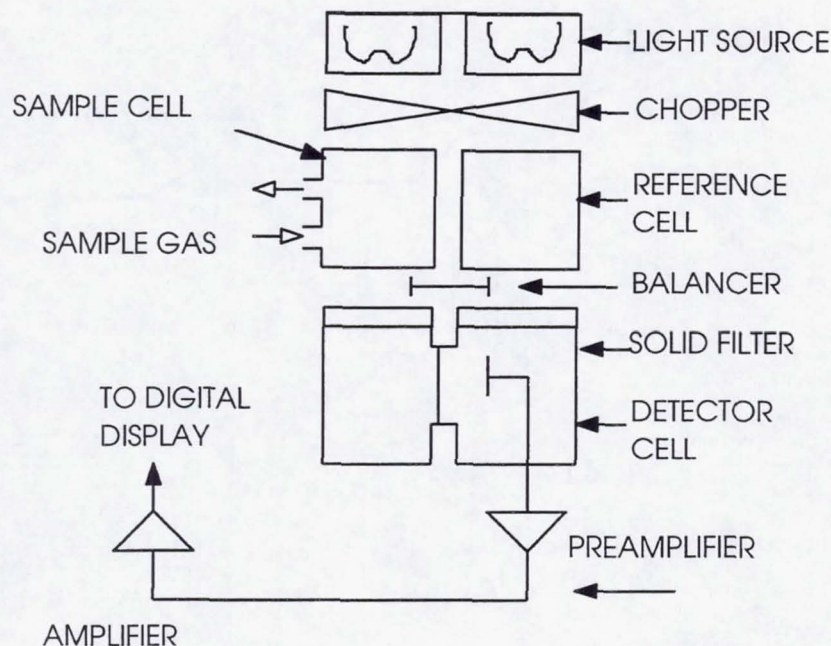 LIGHT SOURCE
SAMPLE CELL
CHOPPER
REFERENCE
CELL
SAMPLE GAS
BALANCER
SOLID FILTER
TO DIGITAL
DISPLAY
DETECTOR
CELL
PREAMPLIFIER
AMPLIFIER